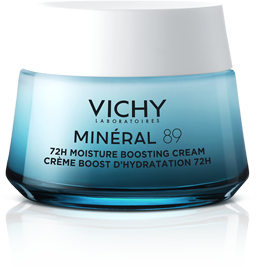 VICHY
LABORATOIRES
MINÉRAL 89
72H MOISTURE BOOSTING CREAM
CRÈME BOOST D'HYDRATATION 72H